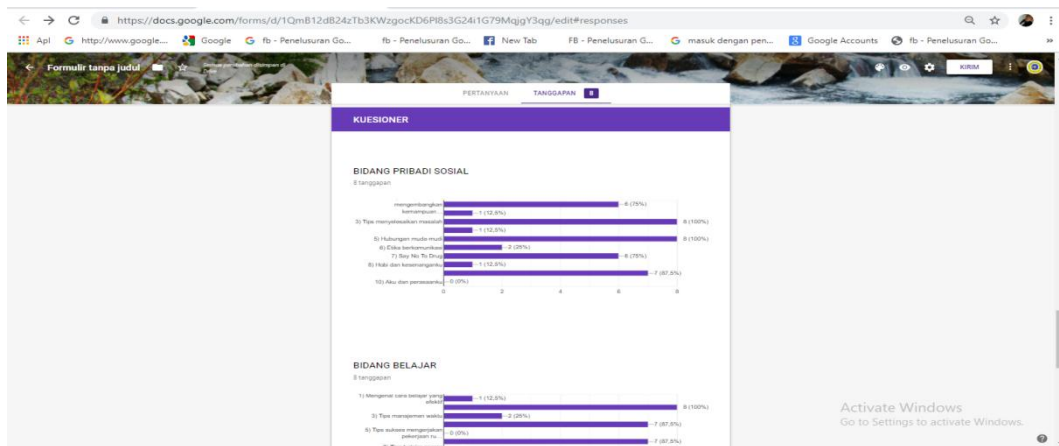 https://docs.google.com/forms/d/1QmB12d824zTb3KWzgocKD6Pl8s3G24i1G79MqjgY3qg/edit#responses
Apl http://www.google.... Google fb - Penelusuran Go... fb - Penelusuran Go... New Tab FB - Penelusuran G... masuk dengan pen... Google Accounts fb - Penelusuran Go... »
Formulir tanpa judul
KIRIM
PERTANYAAN TANGGAPAN 8
KUESIONER
BIDANG PRIBADI SOSIAL
8 tanggapan
mengembangkan kemampuan... 6 (75%)
1 (12,5%)
3) Tips menyelesaikan masalah 8 (100%)
1 (12,5%)
5) Hubungan muda-mudi 8 (100%)
6) Etika berkomunikasi 2 (25%)
7) Say No To Drug 6 (75%)
8) Hobi dan kesenanganku 1 (12,5%)
7 (87,5%)
10) Aku dan perasaanku 0 (0%)
0 2 4 6 8
BIDANG BELAJAR
8 tanggapan
1) Mengenal cara belajar yang efektif 1 (12,5%)
8 (100%)
3) Tips manajemen waktu 2 (25%)
7 (87,5%)
5) Tips sukses mengerjakan pekerjaan ru... 0 (0%)
7 (87,5%)
Activate Windows
Go to Settings to activate Windows.